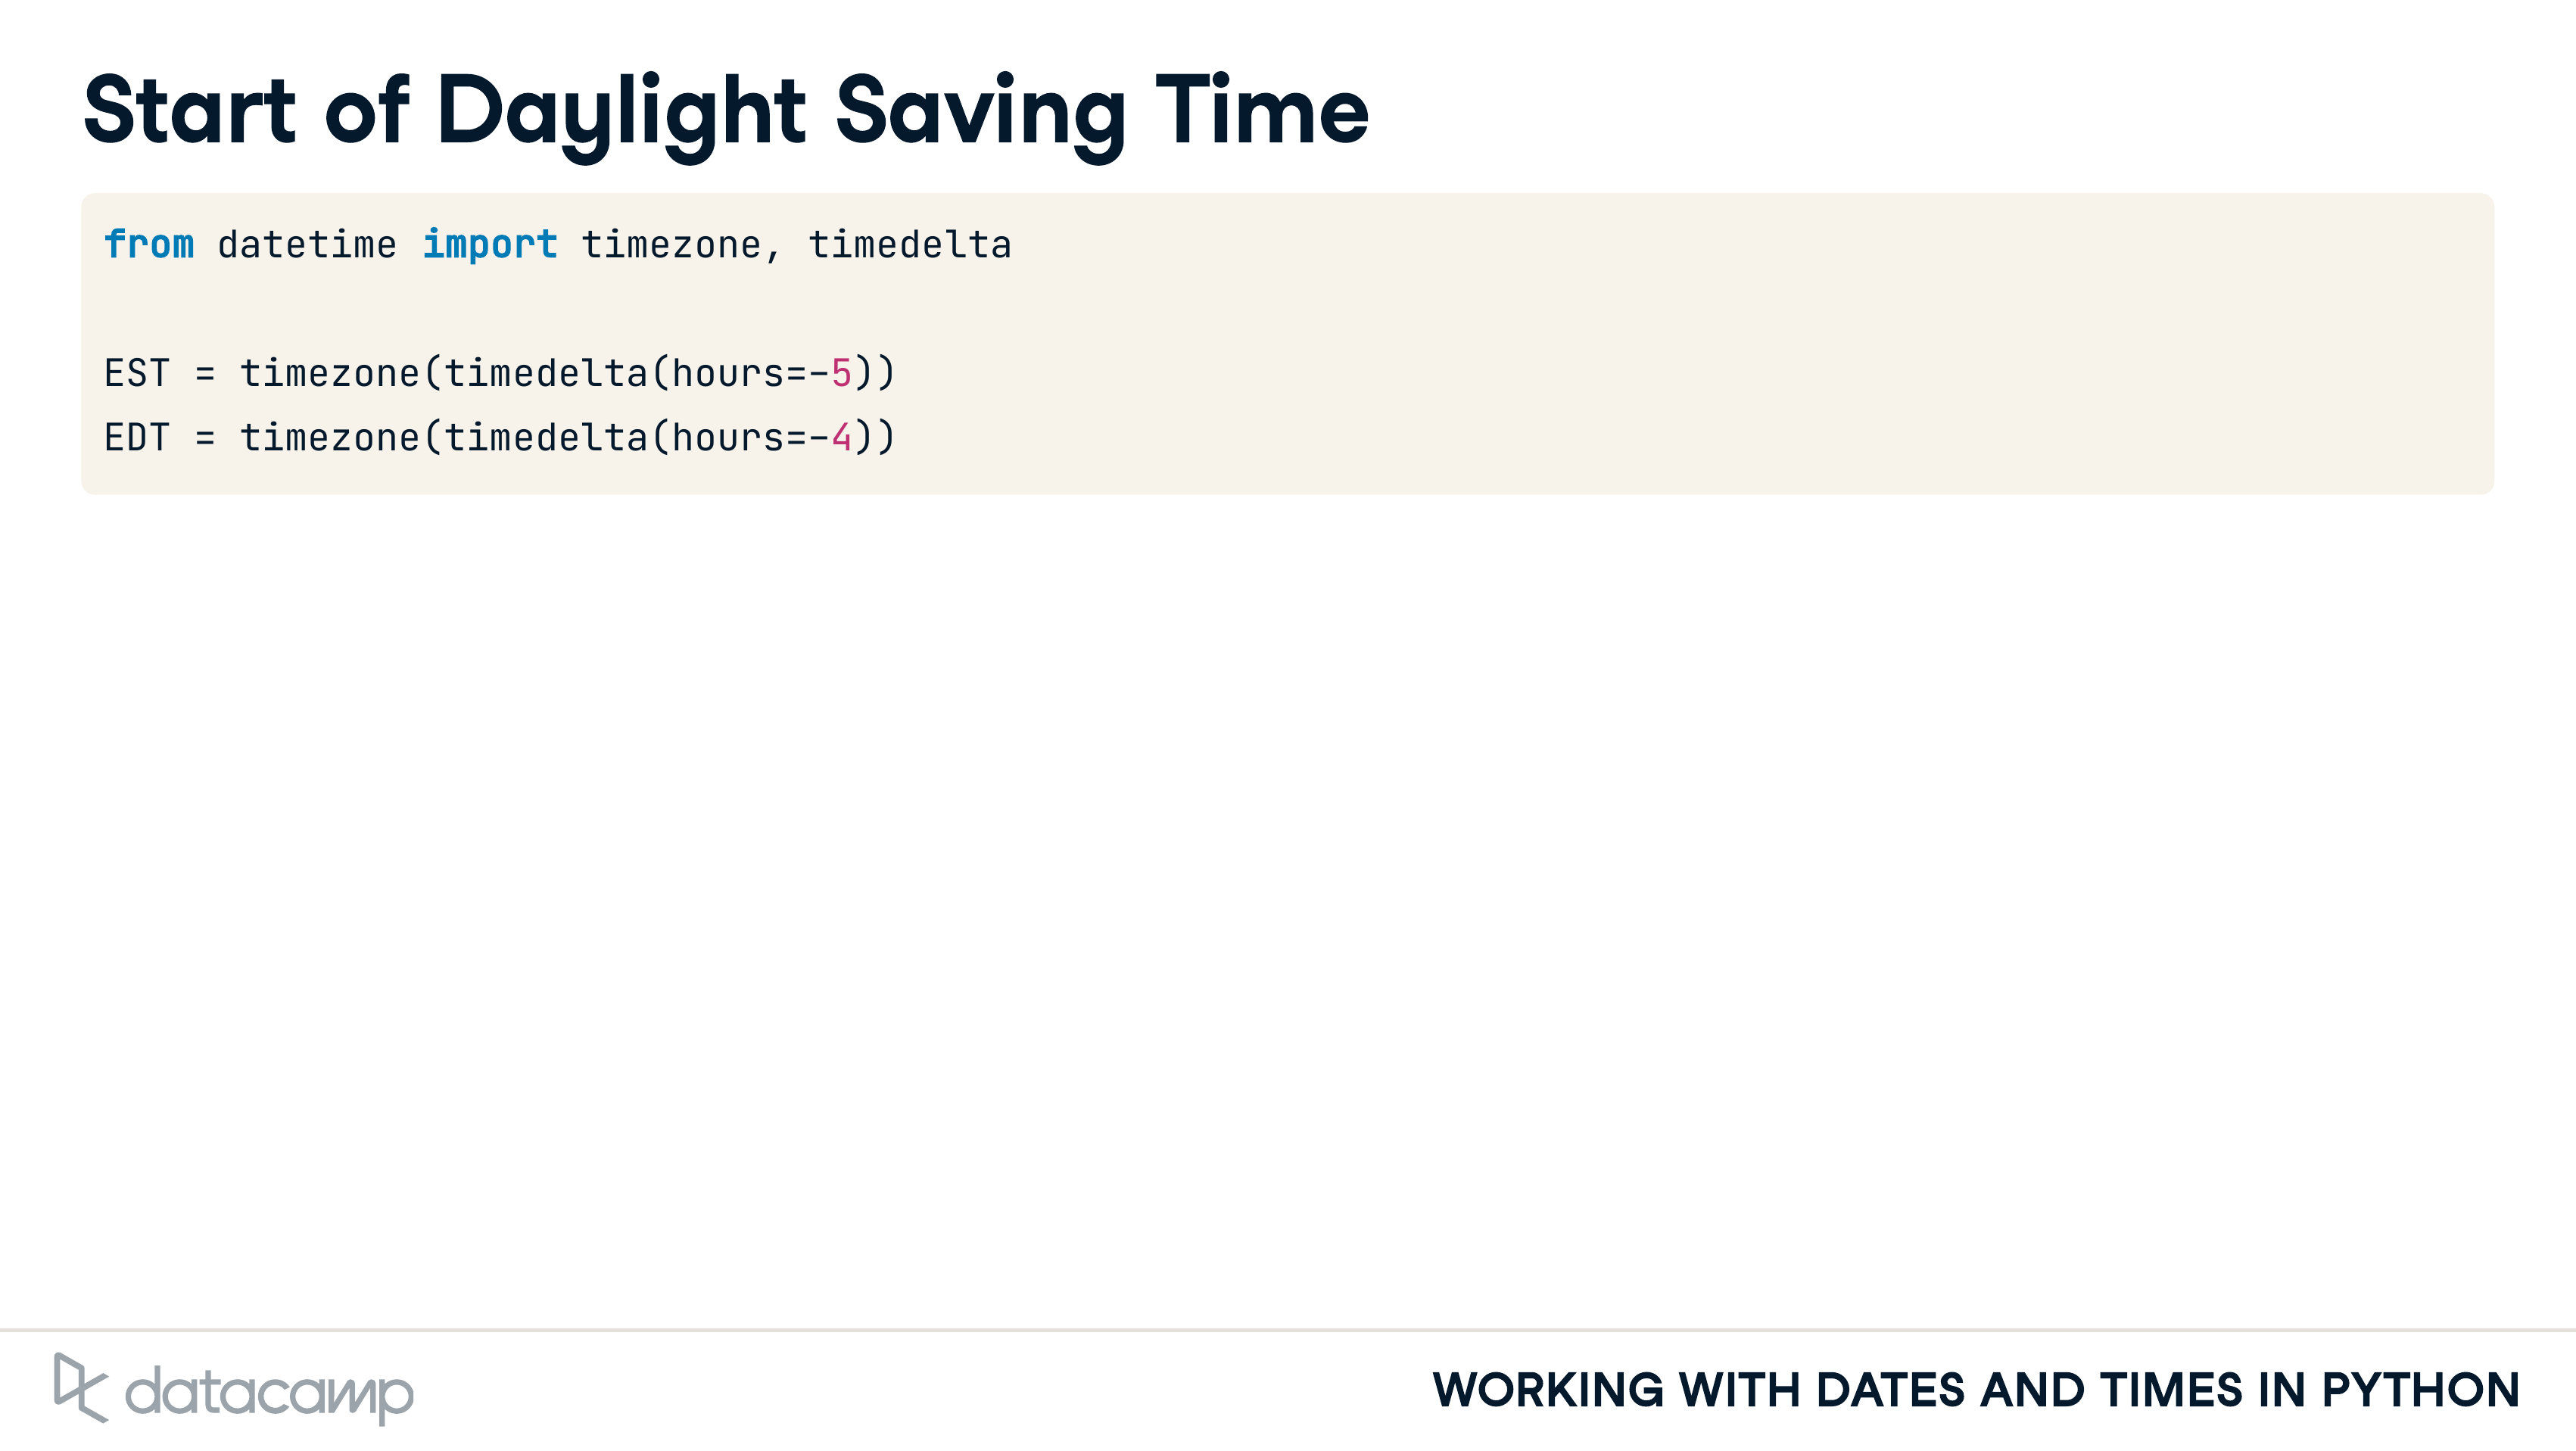 Start of Daylight Saving Time
from datetime import timezone, timedelta
EST = timezone(timedelta(hours=-5))
EDT = timezone(timedelta(hours=-4))
datacamp
WORKING WITH DATES AND TIMES IN PYTHON